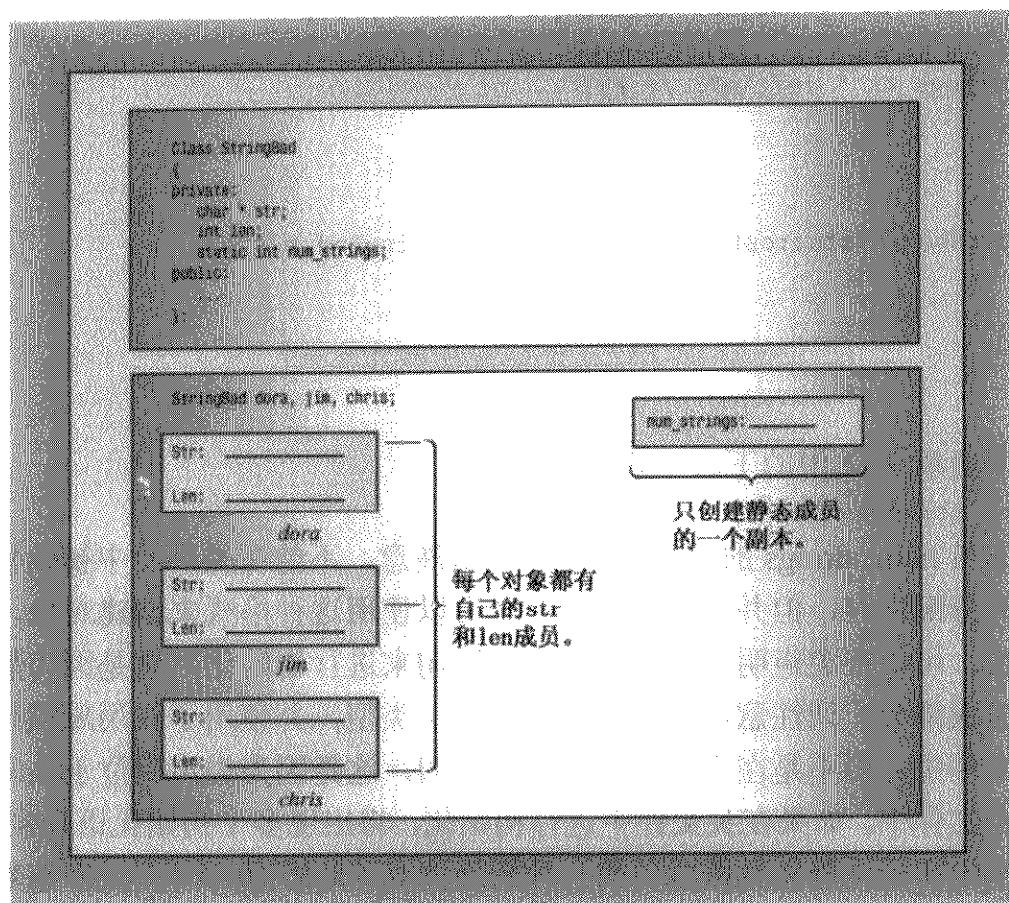 Class StringBad
{
private:
char * str;
int len;
static int num_strings;
public:
...
};
StringBad dora, jim, chris;
Str:
Len:
dora
Str:
Len:
jim
Str:
Len:
chris
每个对象都有
自己的str
和len成员。
num_strings:
只创建静态成员
的一个副本。